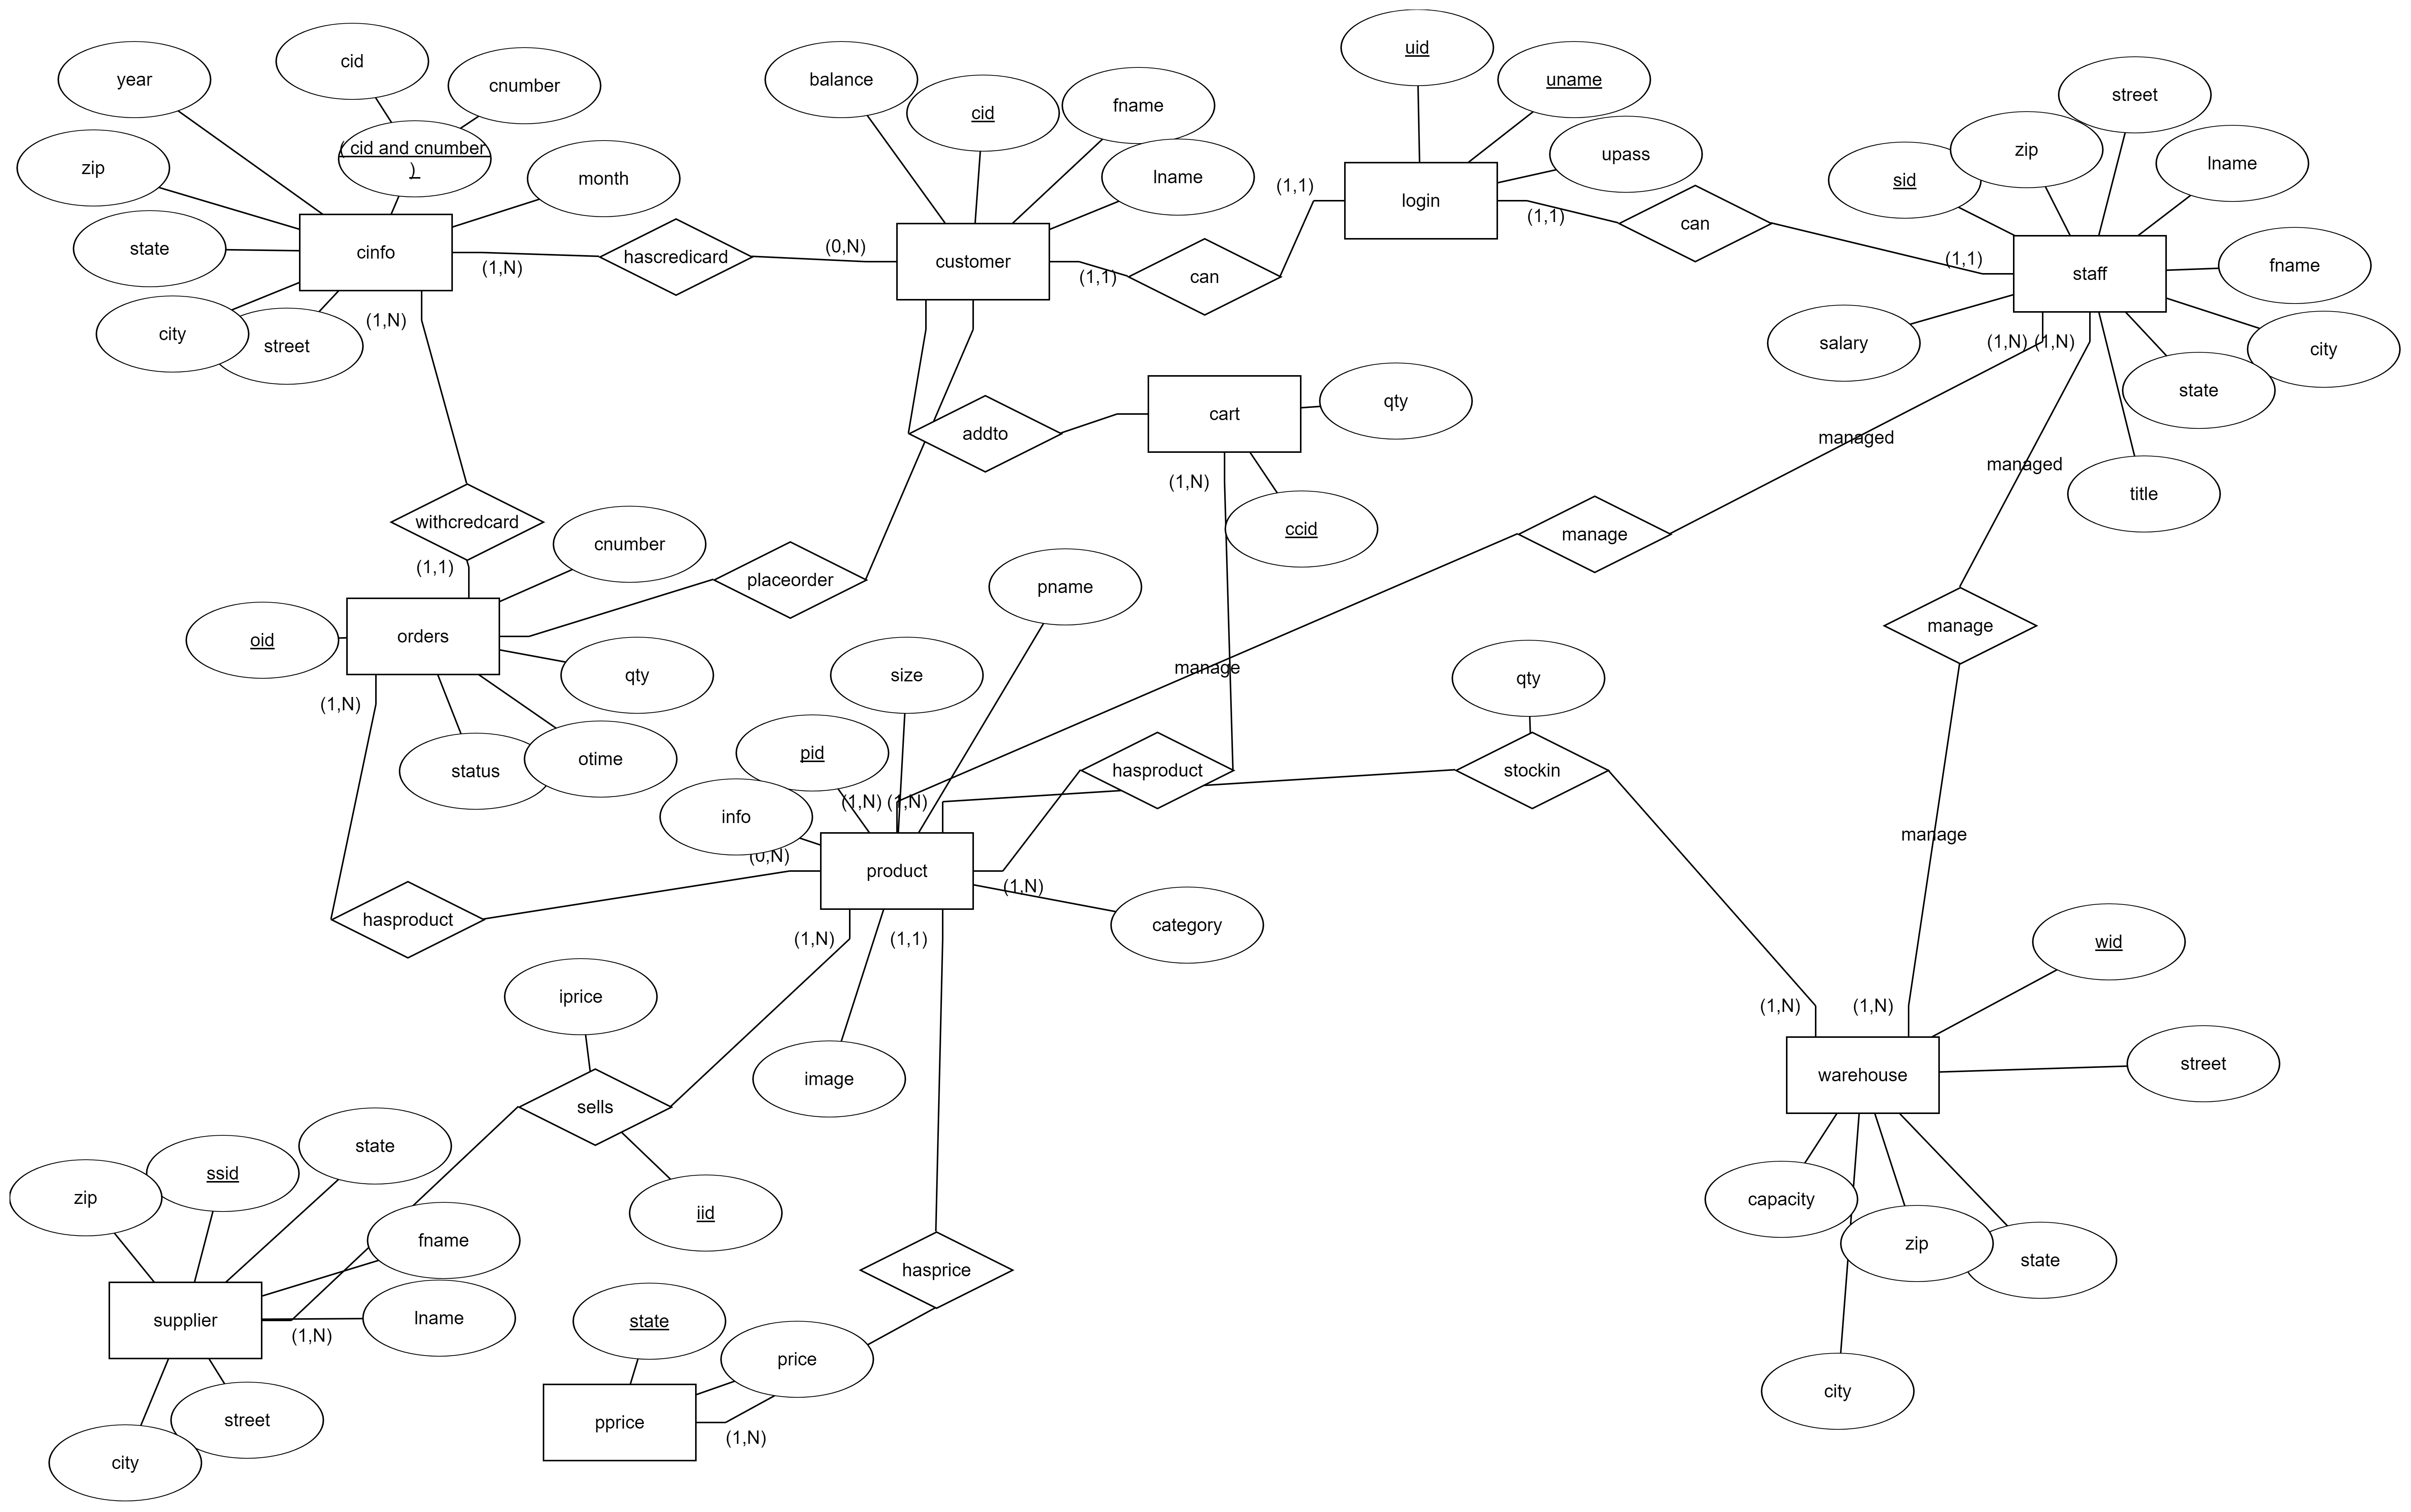 uid
cid
year
cnumber
balance
uname
street
fname
cid
( cid and cnumber
)
zip
month
lname
upass
sid
zip
lname
state
cinfo
(1,N)
hascredicard
(0,N)
customer
(1,1)
can
(1,1)
login
(1,1)
can
(1,1)
staff
fname
city
street
(1,N)
salary
(1,N)
(1,N)
city
state
cart
qty
addto
managed
managed
title
(1,N)
ccid
withcredcard
cnumber
manage
(1,1)
placeorder
pname
oid
orders
manage
qty
size
manage
qty
(1,N)
status
otime
pid
hasproduct
stockin
info
(1,N)
(1,N)
manage
(0,N)
product
(1,N)
hasproduct
category
wid
(1,N)
(1,1)
iprice
(1,N)
(1,N)
image
warehouse
street
sells
zip
ssid
state
capacity
iid
fname
zip
state
hasprice
supplier
lname
(1,N)
state
price
city
street
pprice
(1,N)
city